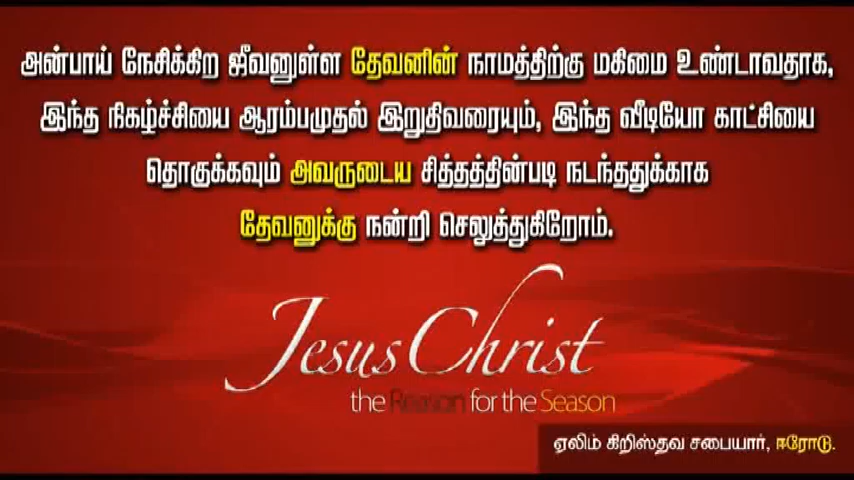 அன்பாய் நேசிக்கிற ஜீவனுள்ள தேவனின் நாமத்திற்கு மகிமை உண்டாவதாக,
இந்த நிகழ்ச்சியை ஆரம்பமுதல் இறுதிவரையும், இந்த வீடியோ காட்சியை
தொகுக்கவும் அவருடைய சித்தத்தின்படி நடந்ததுக்காக
தேவனுக்கு நன்றி செலுத்துகிறோம்.
Jesus Christ
the Reason for the Season
ஏலிம் கிறிஸ்தவ சபையார், ஈரோடு.